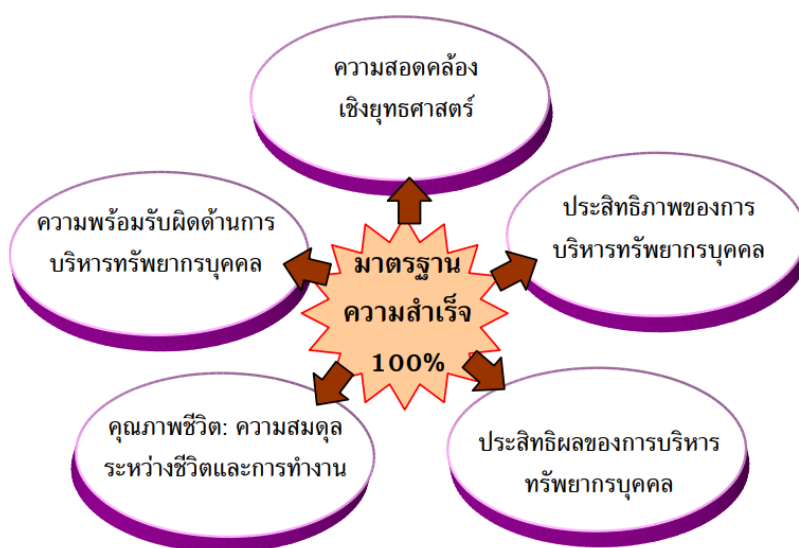 ความสอดคล้อง
เชิงยุทธศาสตร์
ความพร้อมรับผิดด้านการ
บริหารทรัพยากรบุคคล
ประสิทธิภาพของการ
บริหารทรัพยากรบุคคล
มาตรฐาน
ความสำเร็จ
100%
คุณภาพชีวิต: ความสมดุล
ระหว่างชีวิตและการทำงาน
ประสิทธิผลของการบริหาร
ทรัพยากรบุคคล